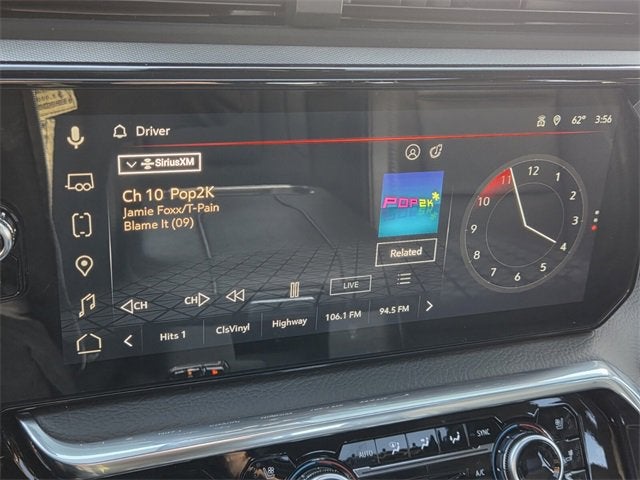 Driver
62° 3:56
SiriusXM
Ch 10 Pop2K
Jamie Foxx/T-Pain
Blame It (09)
POP2K
Related
12
1
2
3
4
5
6
7
8
9
10
11
CH
CH
LIVE
Hits 1 ClsVinyl Highway 106.1 FM 94.5 FM
AUTO
SYNC
A/C